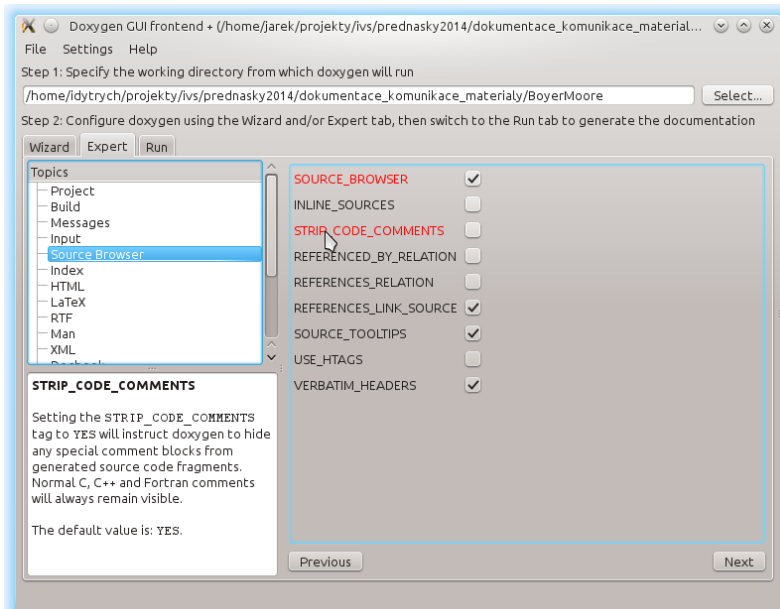 Doxygen GUI frontend + (/home/jarek/projekty/ivs/prednasky2014/dokumentace_komunikace_material...
File Settings Help
Step 1: Specify the working directory from which doxygen will run
/home/idytrych/projekty/ivs/prednasky2014/dokumentace_komunikace_materialy/BoyerMoore Select...
Step 2: Configure doxygen using the Wizard and/or Expert tab, then switch to the Run tab to generate the documentation
Wizard Expert Run
Topics
Project
Build
Messages
Input
Source Browser
Index
HTML
LaTeX
RTF
Man
XML
STRIP_CODE_COMMENTS
Setting the STRIP_CODE_COMMENTS
tag to YES will instruct doxygen to hide
any special comment blocks from
generated source code fragments.
Normal C, C++ and Fortran comments
will always remain visible.
The default value is: YES.
SOURCE_BROWSER
INLINE_SOURCES
STRIP_CODE_COMMENTS
REFERENCED_BY_RELATION
REFERENCES_RELATION
REFERENCES_LINK_SOURCE
SOURCE_TOOLTIPS
USE_HTAGS
VERBATIM_HEADERS
Previous Next